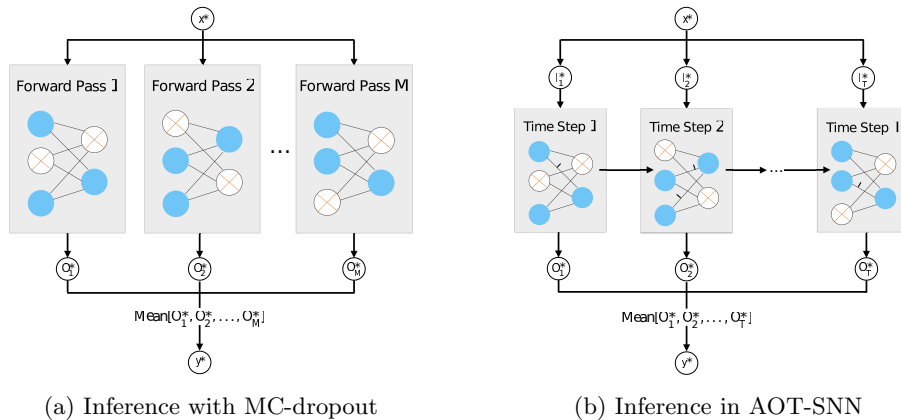 x*
Forward Pass 1
Forward Pass 2
Forward Pass M
...
O*1
O*2
O*M
Mean[O*1, O*2, ..., O*M]
y*
(a) Inference with MC-dropout
x*
I*1
I*2
I*T
Time Step 1
Time Step 2
Time Step
...
O*1
O*2
O*T
Mean[O*1, O*2, ..., O*T]
y*
(b) Inference in AOT-SNN